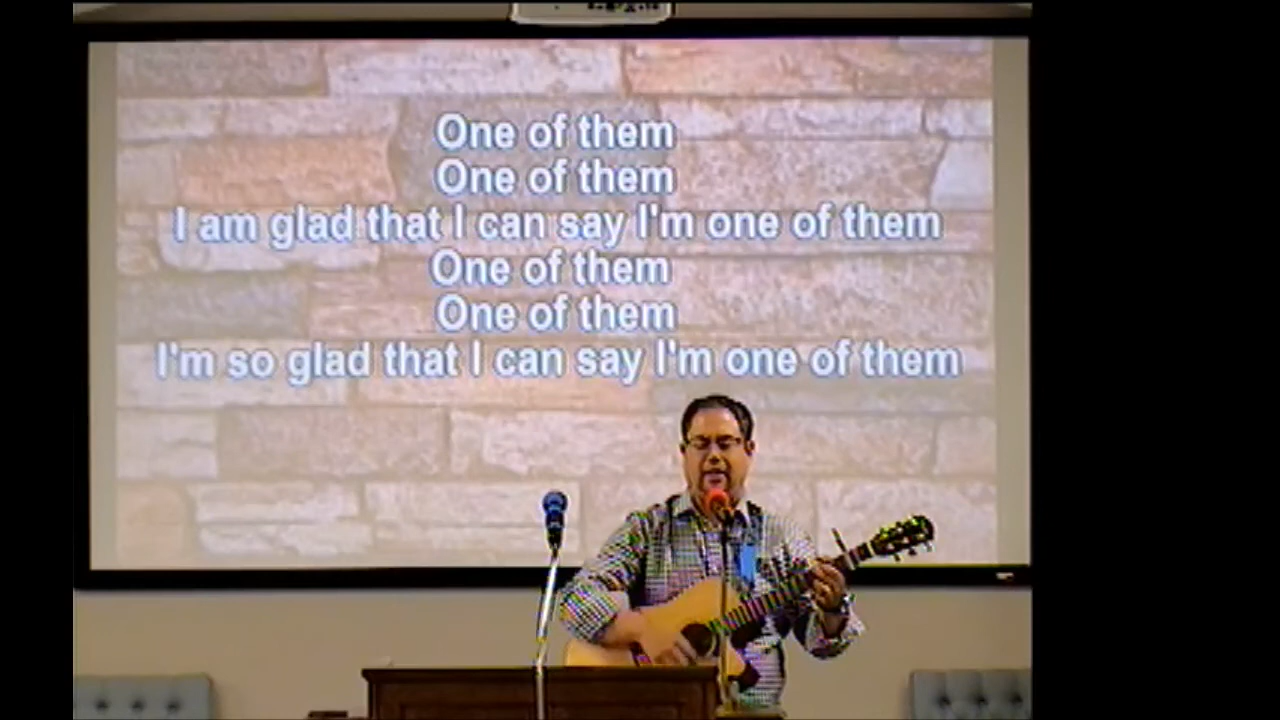 One of them
One of them
I am glad that I can say I'm one of them
One of them
One of them
I'm so glad that I can say I'm one of them